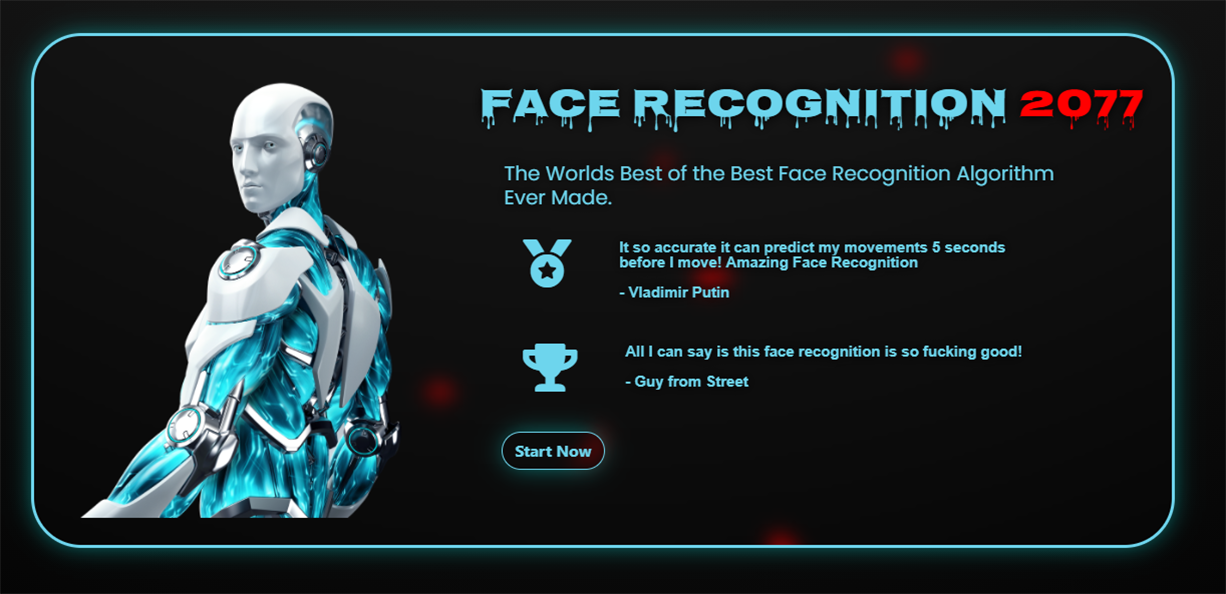 FACE RECOGNITION 2077
The Worlds Best of the Best Face Recognition Algorithm
Ever Made.
It so accurate it can predict my movements 5 seconds
before I move! Amazing Face Recognition
- Vladimir Putin
All I can say is this face recognition is so fucking good!
- Guy from Street
Start Now